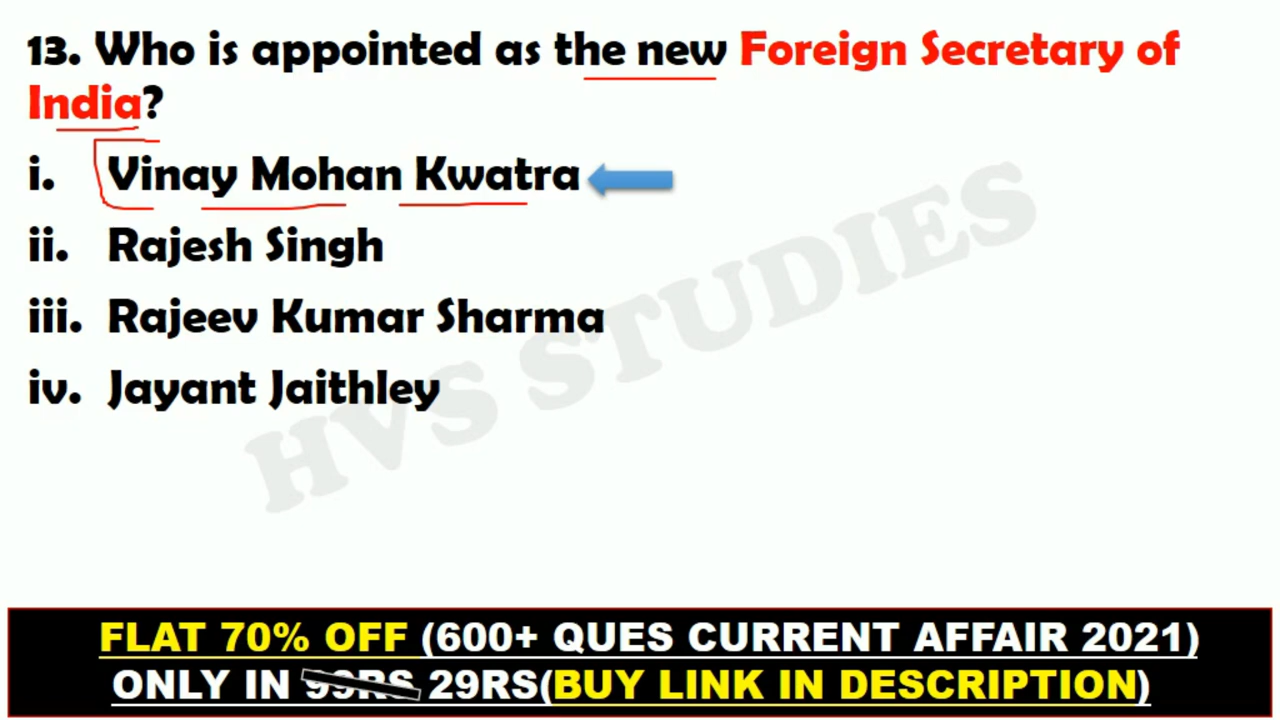 13. Who is appointed as the new Foreign Secretary of
India?
i. Vinay Mohan Kwatra
ii. Rajesh Singh
iii. Rajeev Kumar Sharma
iv. Jayant Jaithley
HVS STUDIES
FLAT 70% OFF (600+ QUES CURRENT AFFAIR 2021)
ONLY IN 99RS 29RS(BUY LINK IN DESCRIPTION)